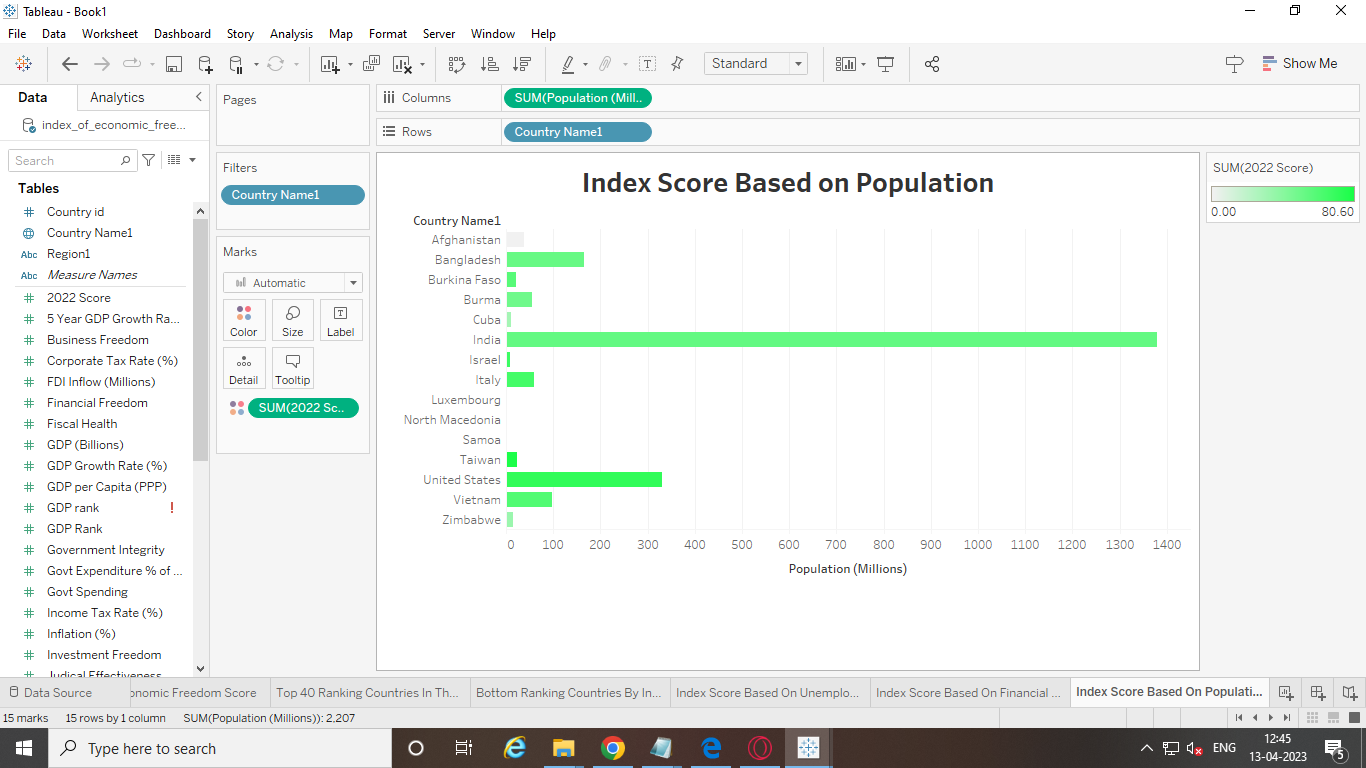 Tableau - Book1
File Data Worksheet Dashboard Story Analysis Map Format Server Window Help
Standard
Show Me
Data Analytics
index_of_economic_free...
Search
Tables
Country id
Country Name1
Abc Region1
Abc Measure Names
2022 Score
5 Year GDP Growth Ra...
Business Freedom
Corporate Tax Rate (%)
FDI Inflow (Millions)
Financial Freedom
Fiscal Health
GDP (Billions)
GDP Growth Rate (%)
GDP per Capita (PPP)
GDP rank !
GDP Rank
Government Integrity
Govt Expenditure % of ...
Govt Spending
Income Tax Rate (%)
Inflation (%)
Investment Freedom
Judical Effectiveness
Pages
Filters
Country Name1
Marks
Automatic
Color Size Label
Detail Tooltip
SUM(2022 Sc..
Columns SUM(Population (Mill..
Rows Country Name1
Index Score Based on Population
Country Name1
Afghanistan
Bangladesh
Burkina Faso
Burma
Cuba
India
Israel
Italy
Luxembourg
North Macedonia
Samoa
Taiwan
United States
Vietnam
Zimbabwe
0 100 200 300 400 500 600 700 800 900 1000 1100 1200 1300 1400
Population (Millions)
SUM(2022 Score)
0.00 80.60
Data Source
onomic Freedom Score
Top 40 Ranking Countries In Th...
Bottom Ranking Countries By In...
Index Score Based On Unemplo...
Index Score Based On Financial ...
Index Score Based On Populati...
15 marks 15 rows by 1 column SUM(Population (Millions)): 2,207
Type here to search
ENG
12:45
13-04-2023
5